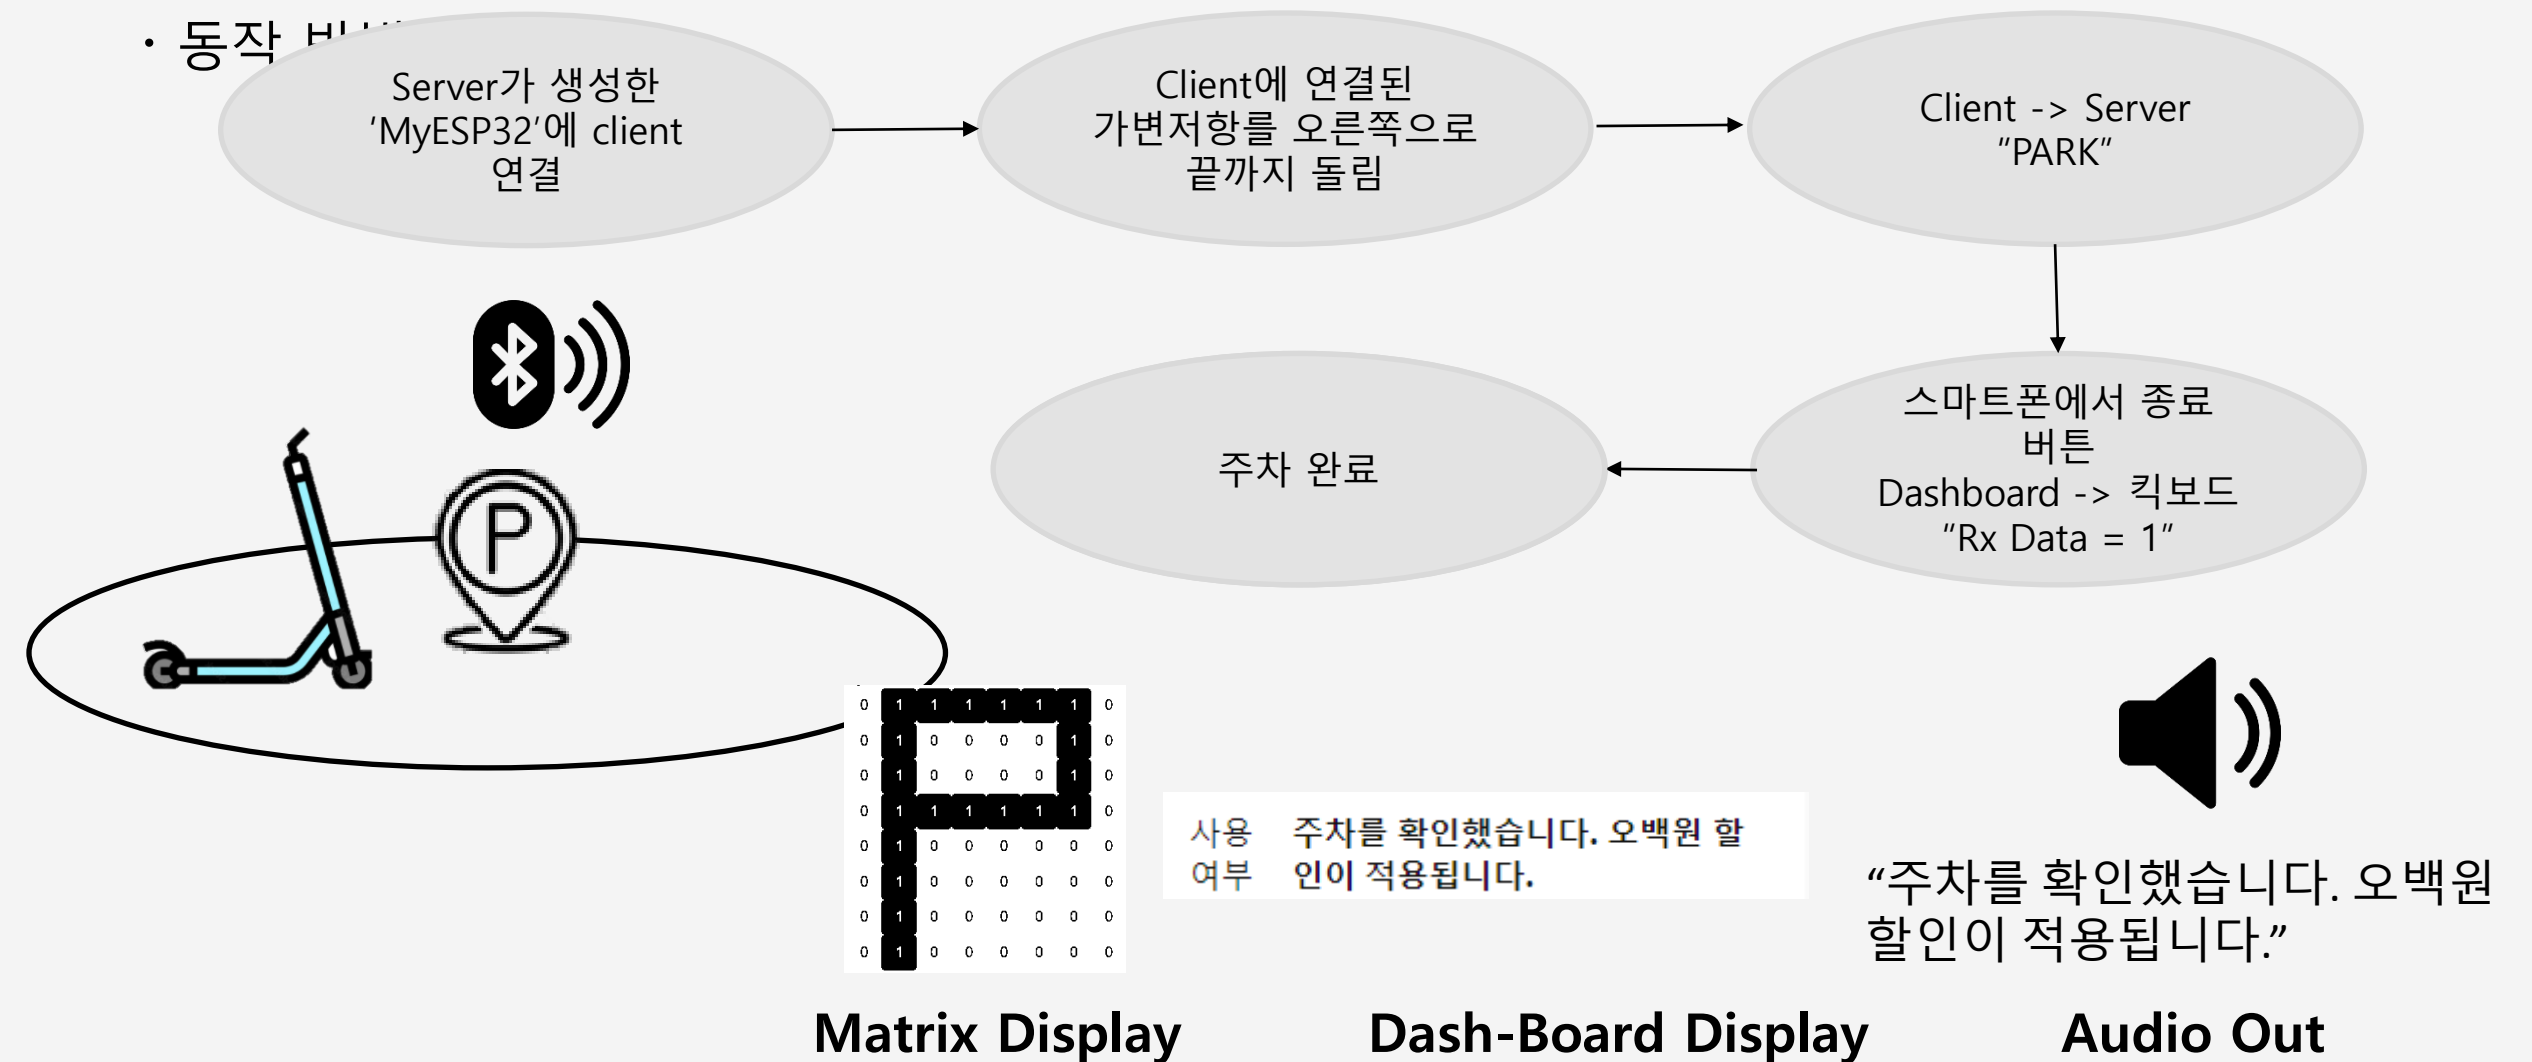 · 동작
Server가 생성한
‘MyESP32’에 client
연결
Client에 연결된
가변저항를 오른쪽으로
끝까지 돌림
Client -> Server
“PARK”
스마트폰에서 종료
버튼
Dashboard -> 킥보드
“Rx Data = 1”
주차 완료
P
0 1 1 1 1 1 1 0
0 1 0 0 0 0 1 0
0 1 0 0 0 0 1 0
0 1 1 1 1 1 1 0
0 1 0 0 0 0 0 0
0 1 0 0 0 0 0 0
0 1 0 0 0 0 0 0
0 1 0 0 0 0 0 0
사용 주차를 확인했습니다. 오백원 할
여부 인이 적용됩니다.
“주차를 확인했습니다. 오백원
할인이 적용됩니다.”
Matrix Display
Dash-Board Display
Audio Out